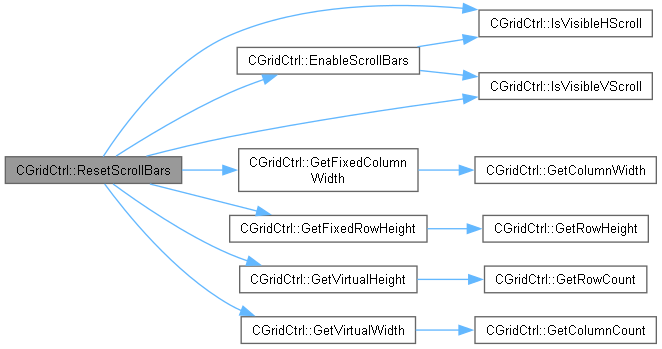 CGridCtrl::IsVisibleHScroll
CGridCtrl::EnableScrollBars
CGridCtrl::IsVisibleVScroll
CGridCtrl::ResetScrollBars
CGridCtrl::GetFixedColumn
Width
CGridCtrl::GetColumnWidth
CGridCtrl::GetFixedRowHeight
CGridCtrl::GetRowHeight
CGridCtrl::GetVirtualHeight
CGridCtrl::GetRowCount
CGridCtrl::GetVirtualWidth
CGridCtrl::GetColumnCount